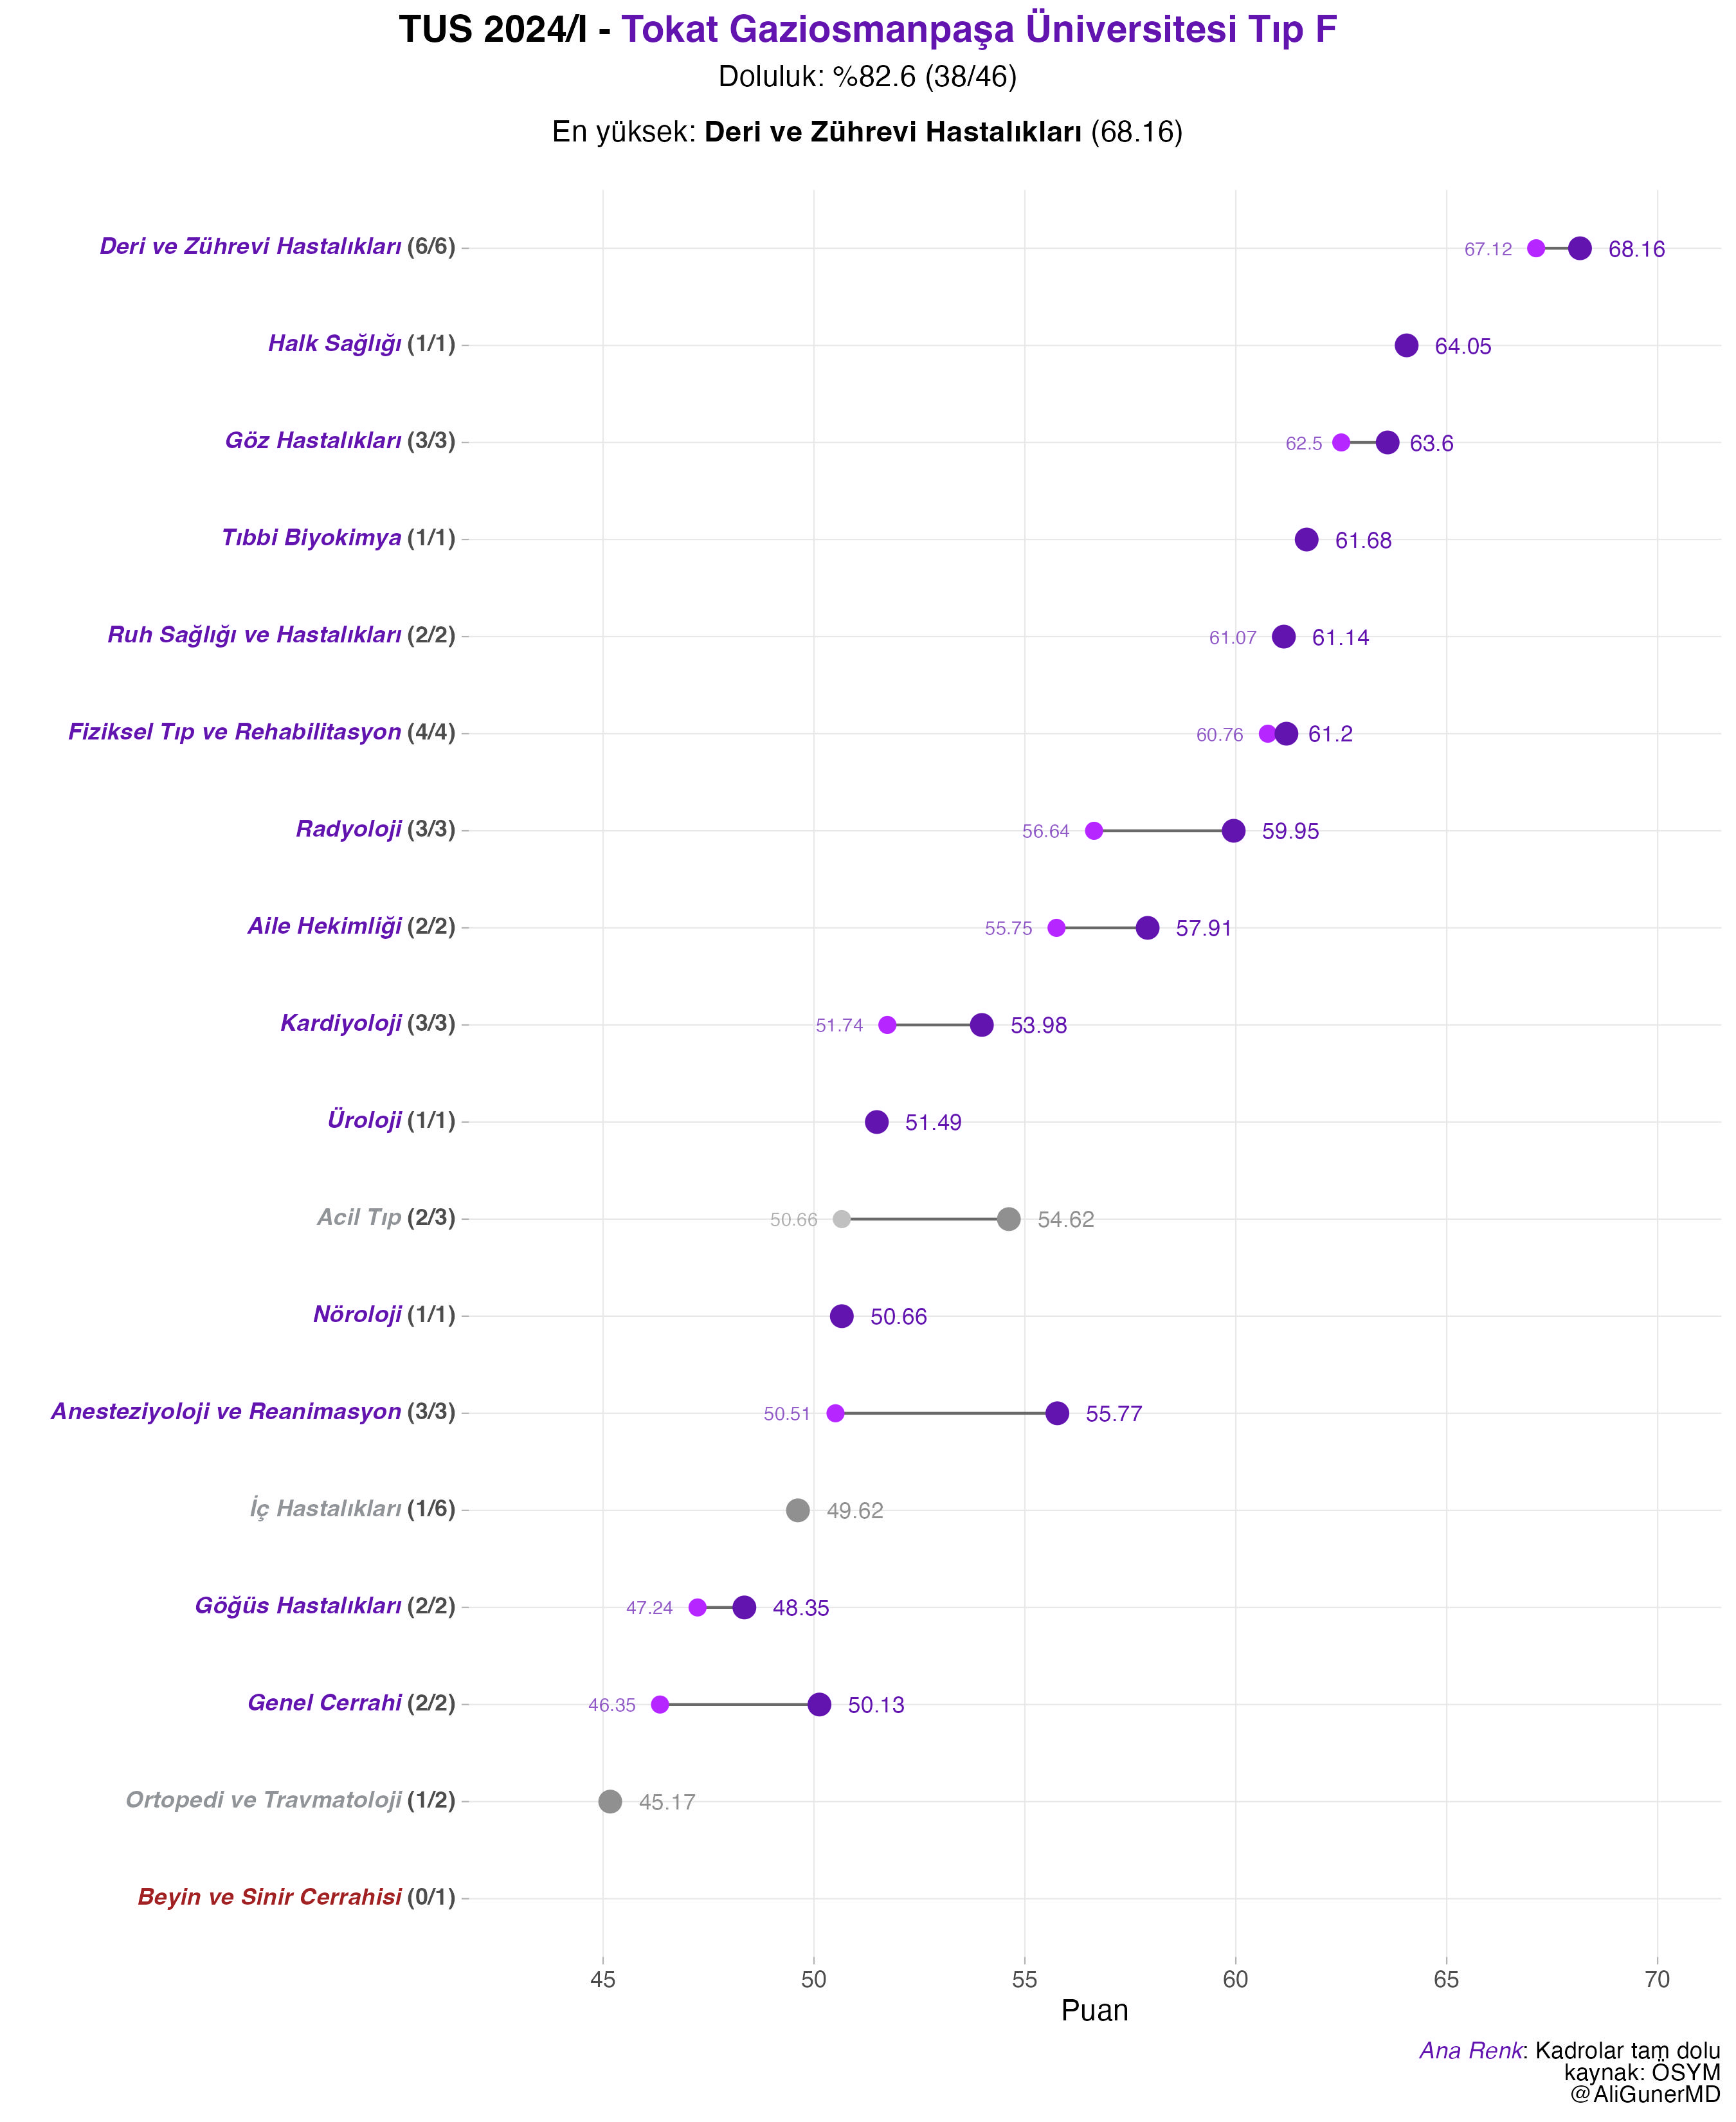 TUS 2024/I - Tokat Gaziosmanpaşa Üniversitesi Tıp F
Doluluk: %82.6 (38/46)
En yüksek: Deri ve Zührevi Hastalıkları (68.16)
Deri ve Zührevi Hastalıkları (6/6) 67.12 68.16
Halk Sağlığı (1/1) 64.05
Göz Hastalıkları (3/3) 62.5 63.6
Tıbbi Biyokimya (1/1) 61.68
Ruh Sağlığı ve Hastalıkları (2/2) 61.07 61.14
Fiziksel Tıp ve Rehabilitasyon (4/4) 60.76 61.2
Radyoloji (3/3) 56.64 59.95
Aile Hekimliği (2/2) 55.75 57.91
Kardiyoloji (3/3) 51.74 53.98
Üroloji (1/1) 51.49
Acil Tıp (2/3) 50.66 54.62
Nöroloji (1/1) 50.66
Anesteziyoloji ve Reanimasyon (3/3) 50.51 55.77
İç Hastalıkları (1/6) 49.62
Göğüs Hastalıkları (2/2) 47.24 48.35
Genel Cerrahi (2/2) 46.35 50.13
Ortopedi ve Travmatoloji (1/2) 45.17
Beyin ve Sinir Cerrahisi (0/1)
45 50 55 60 65 70
Puan
Ana Renk: Kadrolar tam dolu
kaynak: ÖSYM
@AliGunerMD